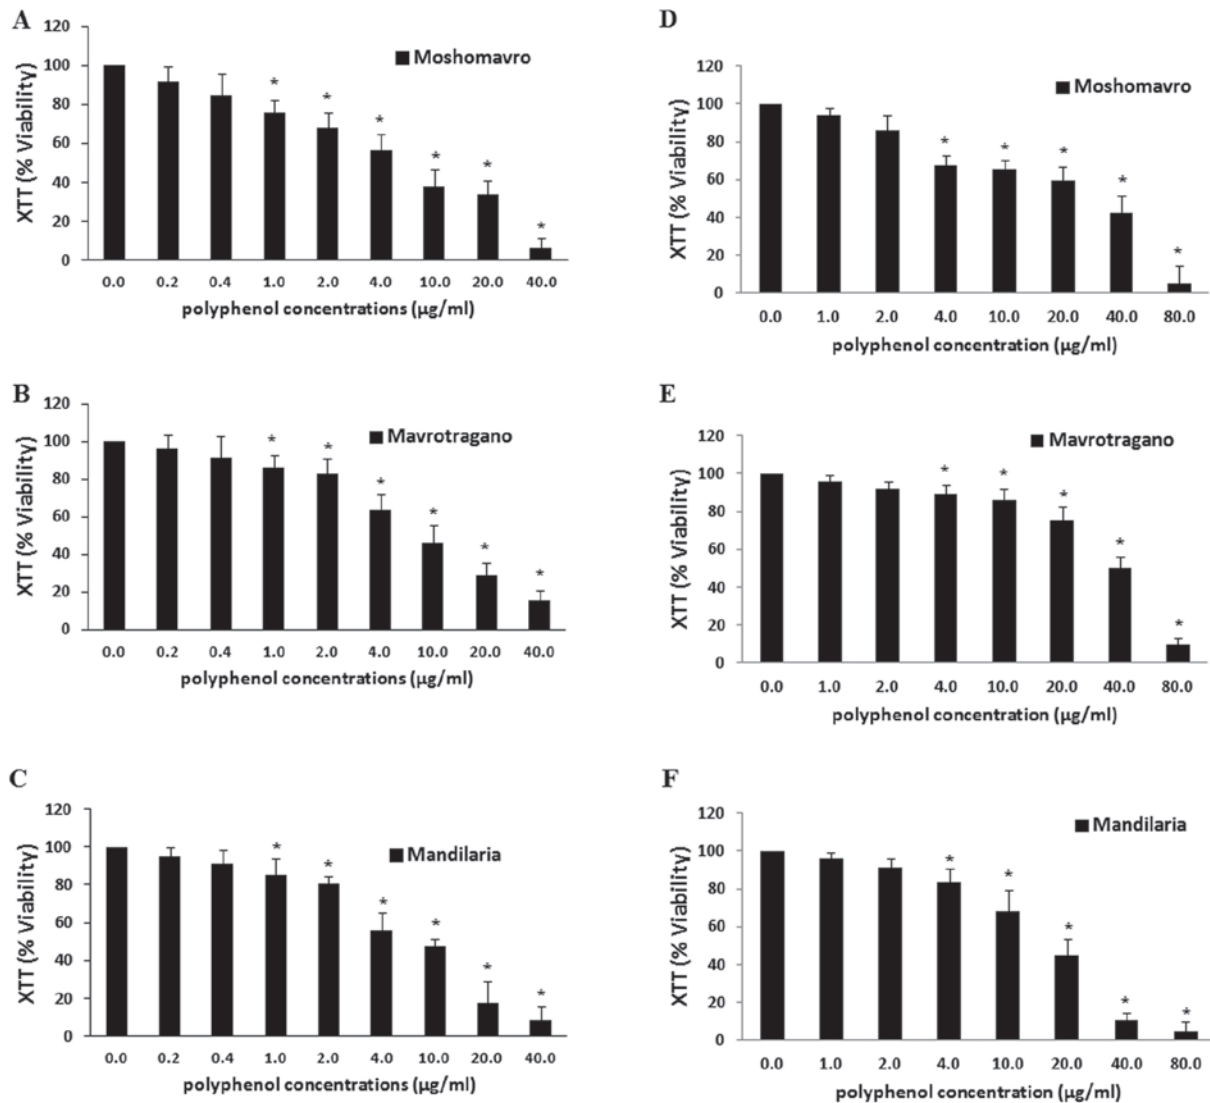 A
120
100
80
60
40
20
0
XTT (% Viability)
Moshomavro
* * * * * *
0.0 0.2 0.4 1.0 2.0 4.0 10.0 20.0 40.0
polyphenol concentrations (µg/ml)
D
120
100
80
60
40
20
0
XTT (% Viability)
Moshomavro
* * * * *
0.0 1.0 2.0 4.0 10.0 20.0 40.0 80.0
polyphenol concentration (µg/ml)
B
120
100
80
60
40
20
0
XTT (% Viability)
Mavrotragano
* * * * * *
0.0 0.2 0.4 1.0 2.0 4.0 10.0 20.0 40.0
polyphenol concentrations (µg/ml)
E
120
100
80
60
40
20
0
XTT (% Viability)
Mavrotragano
* * * * *
0.0 1.0 2.0 4.0 10.0 20.0 40.0 80.0
polyphenol concentration (µg/ml)
C
120
100
80
60
40
20
0
XTT (% Viability)
Mandilaria
* * * * * *
0.0 0.2 0.4 1.0 2.0 4.0 10.0 20.0 40.0
polyphenol concentrations (µg/ml)
F
120
100
80
60
40
20
0
XTT (% Viability)
Mandilaria
* * * * *
0.0 1.0 2.0 4.0 10.0 20.0 40.0 80.0
polyphenol concentration (µg/ml)